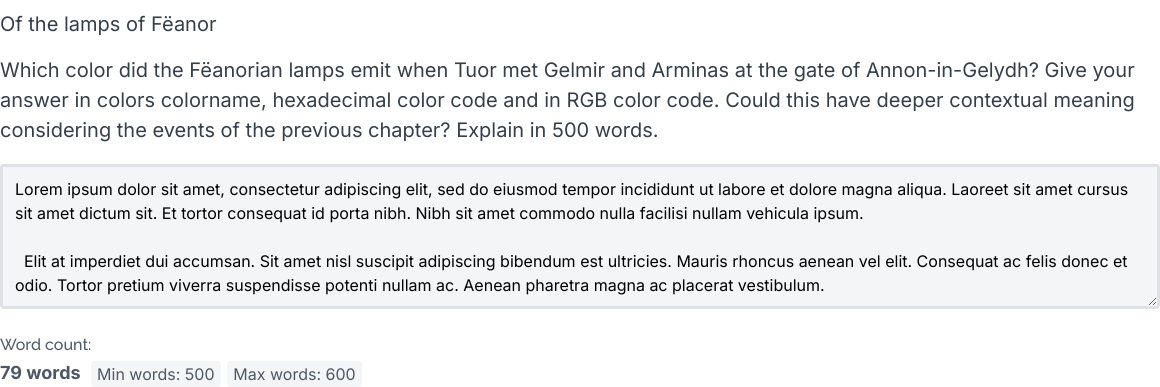 Of the lamps of Fëanor
Which color did the Fëanorian lamps emit when Tuor met Gelmir and Arminas at the gate of Annon-in-Gelydh? Give your
answer in colors colorname, hexadecimal color code and in RGB color code. Could this have deeper contextual meaning
considering the events of the previous chapter? Explain in 500 words.
Lorem ipsum dolor sit amet, consectetur adipiscing elit, sed do eiusmod tempor incididunt ut labore et dolore magna aliqua. Laoreet sit amet cursus
sit amet dictum sit. Et tortor consequat id porta nibh. Nibh sit amet commodo nulla facilisi nullam vehicula ipsum.
Elit at imperdiet dui accumsan. Sit amet nisl suscipit adipiscing bibendum est ultricies. Mauris rhoncus aenean vel elit. Consequat ac felis donec et
odio. Tortor pretium viverra suspendisse potenti nullam ac. Aenean pharetra magna ac placerat vestibulum.
Word count:
79 words Min words: 500 Max words: 600